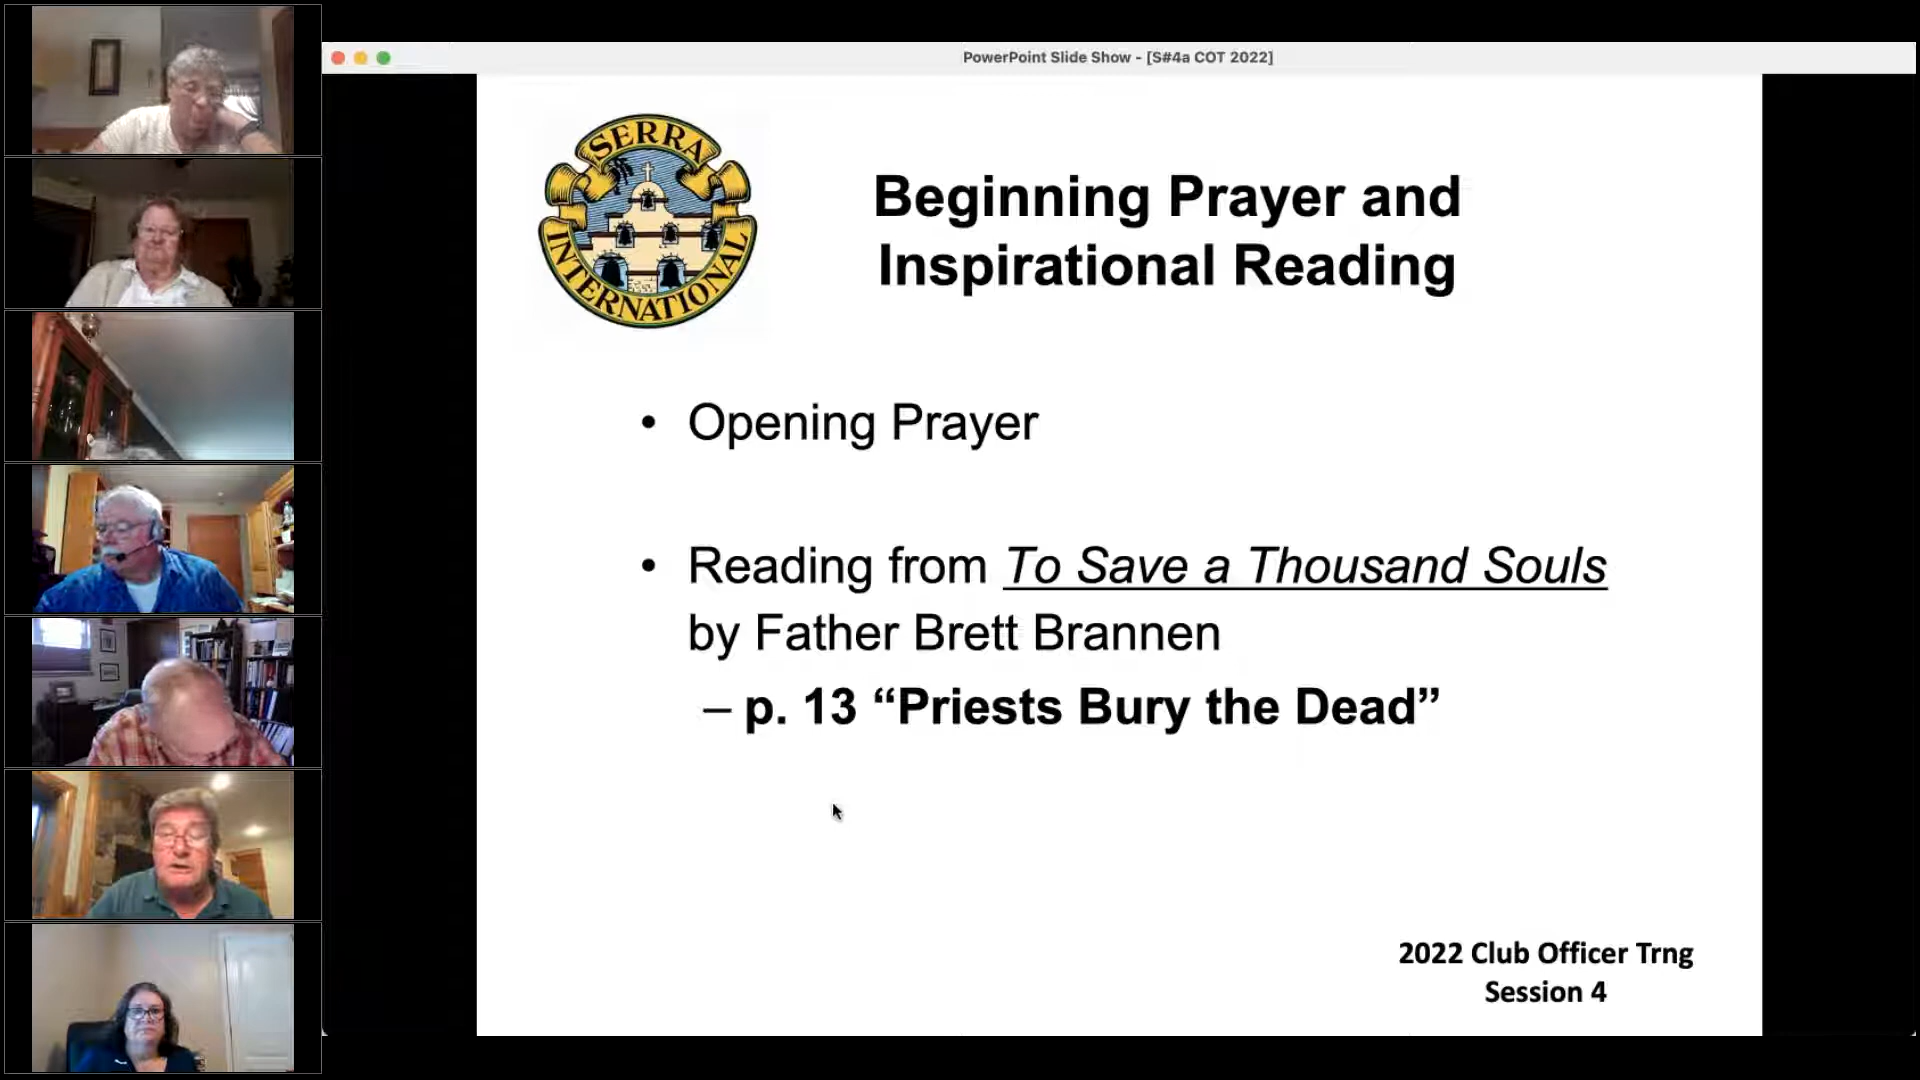 PowerPoint Slide Show - [S#4a COT 2022]
SERRA
INTERNATIONAL
Beginning Prayer and
Inspirational Reading
• Opening Prayer
• Reading from To Save a Thousand Souls
by Father Brett Brannen
– p. 13 “Priests Bury the Dead”
2022 Club Officer Trng
Session 4